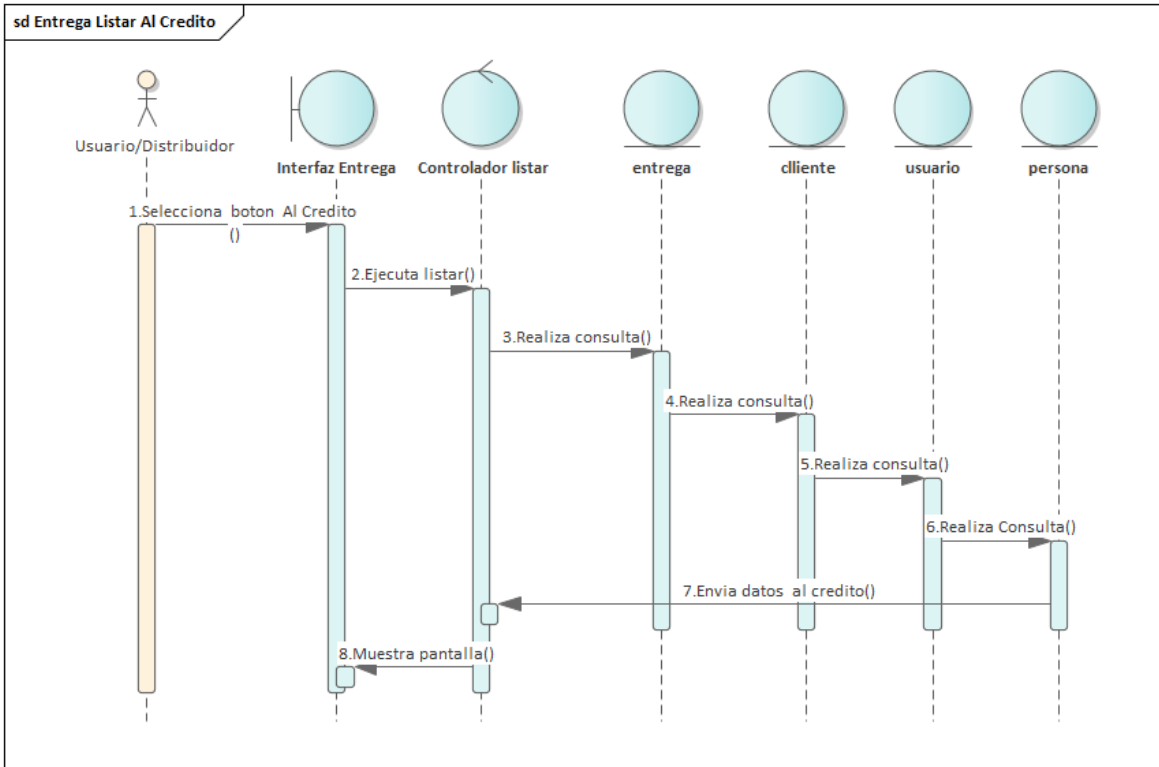 sd Entrega Listar Al Credito
Usuario/Distribuidor
Interfaz Entrega
Controlador listar
entrega
clliente
usuario
persona
1.Selecciona boton Al Credito
()
2.Ejecuta listar()
3.Realiza consulta()
4.Realiza consulta()
5.Realiza consulta()
6.Realiza Consulta()
7.Envia datos al credito()
8.Muestra pantalla()